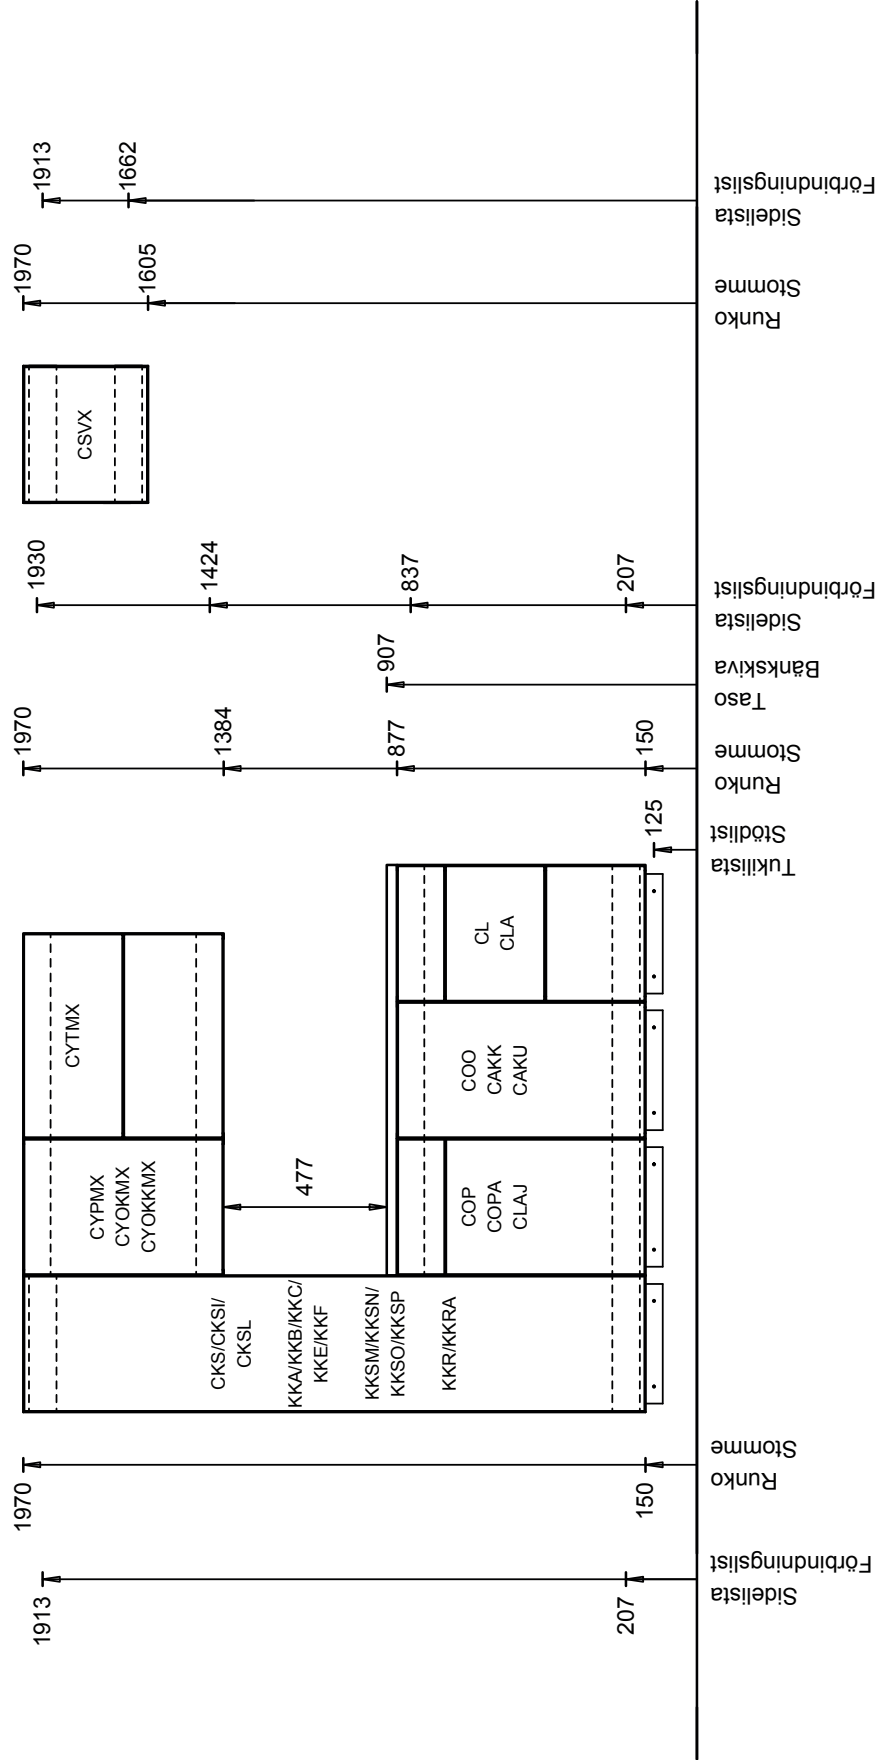 1913
207
Sidelista
Förbindningslist
1970
150
Runko
Stomme
CKS/CKSI/
CKSL
KKA/KKB/KKC/
KKE/KKF
KKSM/KKSN/
KKSO/KKSP
KKR/KKRA
CYPMX
CYOKMX
CYOKKMX
477
COP
COPA
CLAJ
CYTMX
COO
CAKK
CAKU
CL
CLA
125
Tukilista
Stödlist
1970
1384
877
150
Runko
Stomme
907
Taso
Bänkskiva
1930
1424
837
207
Sidelista
Förbindningslist
CSVX
1970
1605
Runko
Stomme
1913
1662
Sidelista
Förbindningslist